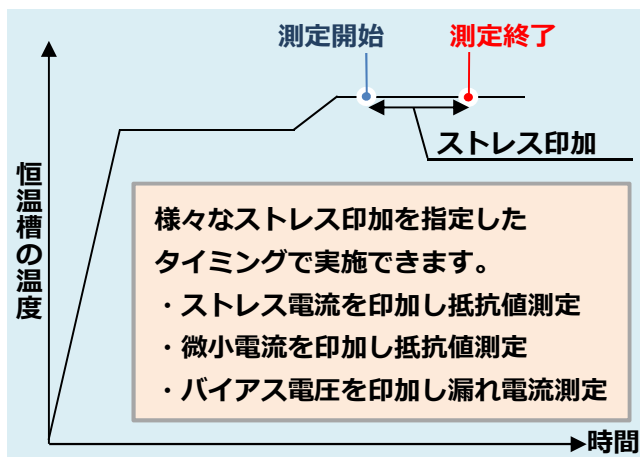 測定開始 測定終了
ストレス印加
恒温槽の温度
様々なストレス印加を指定した
タイミングで実施できます。
・ストレス電流を印加し抵抗値測定
・微小電流を印加し抵抗値測定
・バイアス電圧を印加し漏れ電流測定
時間